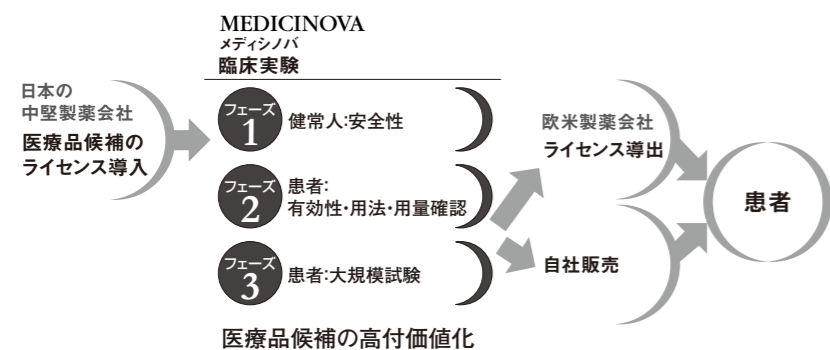 MEDICINOVA
メディシノバ
臨床実験
日本の
中堅製薬会社
医療品候補の
ライセンス導入
フェーズ
1
健常人:安全性
フェーズ
2
患者:
有効性・用法・用量確認
フェーズ
3
患者:大規模試験
医療品候補の高付価値化
欧米製薬会社
ライセンス導出
自社販売
患者